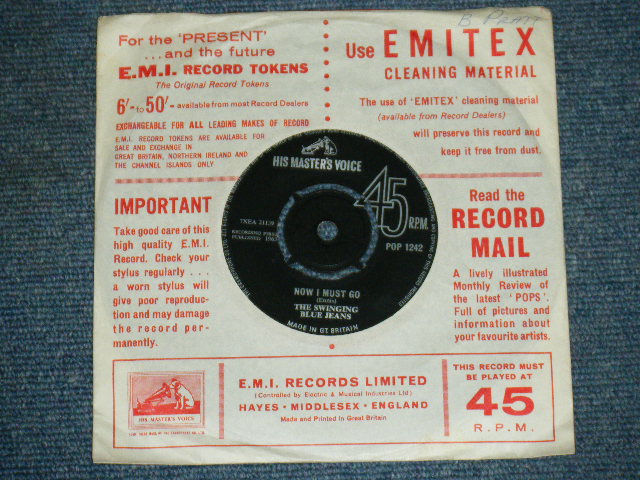 B. Pratt
For the 'PRESENT'
...and the future
E.M.I. RECORD TOKENS
The Original Record Tokens
6/- to 50/- available from most Record Dealers
EXCHANGEABLE FOR ALL LEADING MAKES OF RECORD
E.M.I. RECORD TOKENS ARE AVAILABLE FOR
SALE AND EXCHANGE IN
GREAT BRITAIN, NORTHERN IRELAND AND
THE CHANNEL ISLANDS ONLY
Use EMITEX
CLEANING MATERIAL
The use of 'EMITEX' cleaning material
(available from Record Dealers)
will preserve this record and
keep it free from dust.
HIS MASTER'S VOICE
45
R.P.M.
7XEA 21139
RECORDING FIRST
PUBLISHED 1963
POP 1242
NOW I MUST GO
(Ennis)
THE SWINGING
BLUE JEANS
MADE IN GT. BRITAIN
IMPORTANT
Take good care of this
high quality E.M.I.
Record. Check your
stylus regularly . . .
a worn stylus will
give poor reproduc-
tion and may damage
the record per-
manently.
Read the
RECORD
MAIL
A lively illustrated
Monthly Review of
the latest 'POPS'.
Full of pictures and
information about
your favourite artists.
HIS MASTER'S VOICE
E.M.I. RECORDS LIMITED
(Controlled by Electric & Musical Industries Ltd)
HAYES • MIDDLESEX • ENGLAND
Made and Printed in Great Britain
THIS RECORD MUST
BE PLAYED AT
45
R.P.M.